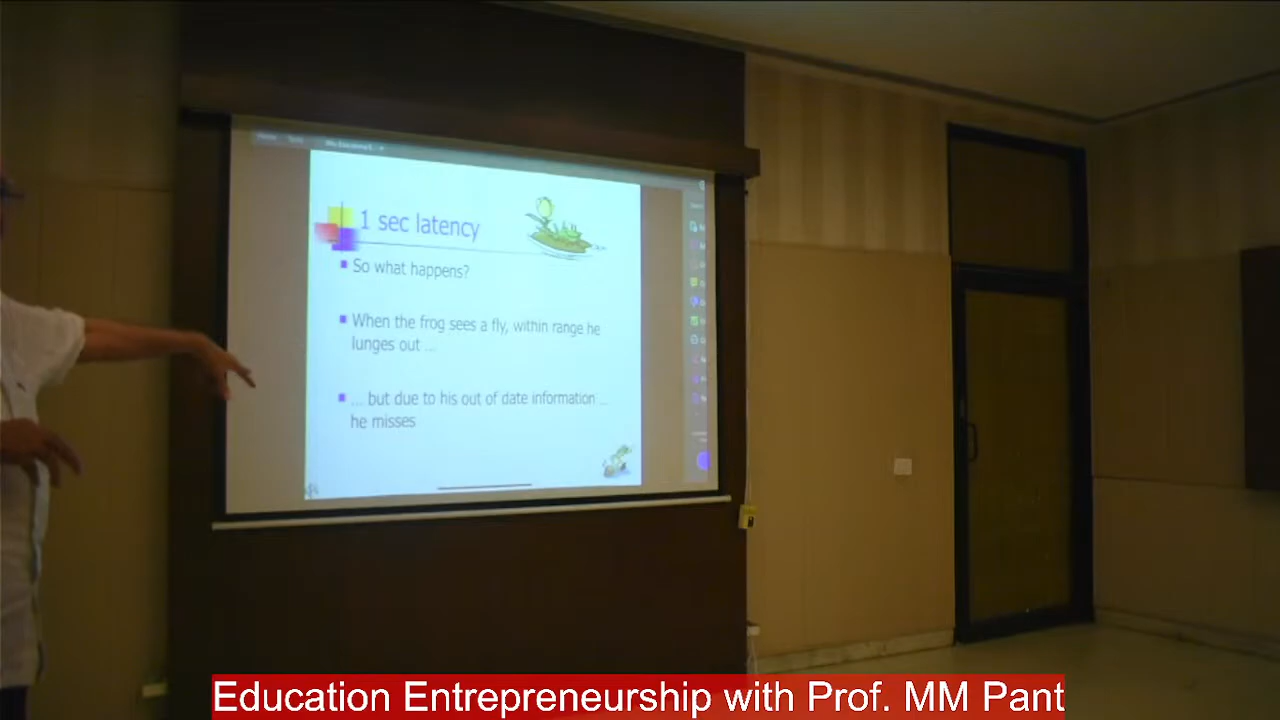 1 sec latency
So what happens?
When the frog sees a fly, within range he
lunges out ...
... but due to his out of date information ...
he misses
Education Entrepreneurship with Prof. MM Pant